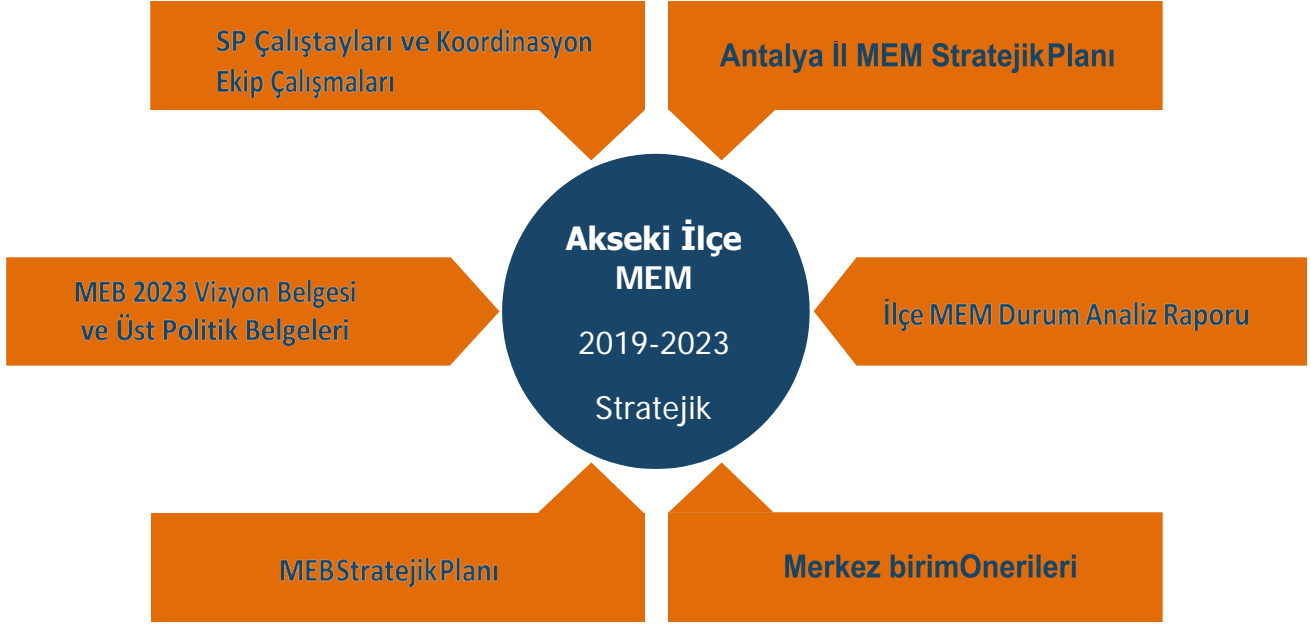 SP Çalıştayları ve Koordinasyon
Ekip Çalışmaları
Antalya İl MEM StratejikPlanı
MEB 2023 Vizyon Belgesi
ve Üst Politik Belgeleri
Akseki İlçe
MEM
2019-2023
Stratejik
İlçe MEM Durum Analiz Raporu
MEBStratejikPlanı
Merkez birimOnerileri